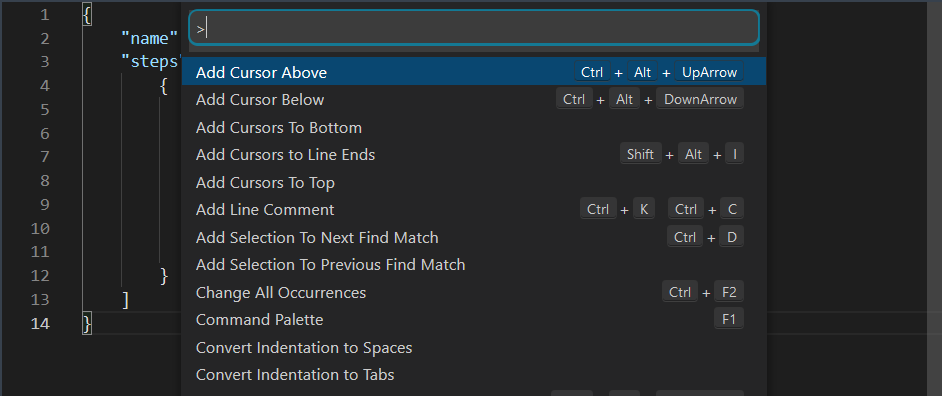 1 {
>
2 "name"
3 "steps"
Add Cursor Above Ctrl + Alt + UpArrow
4 {
Add Cursor Below Ctrl + Alt + DownArrow
5
Add Cursors To Bottom
6
7
Add Cursors to Line Ends Shift + Alt + I
8
Add Cursors To Top
9
Add Line Comment Ctrl + K Ctrl + C
10
Add Selection To Next Find Match Ctrl + D
11
Add Selection To Previous Find Match
12 }
Change All Occurrences Ctrl + F2
13 ]
Command Palette F1
14 }
Convert Indentation to Spaces
Convert Indentation to Tabs